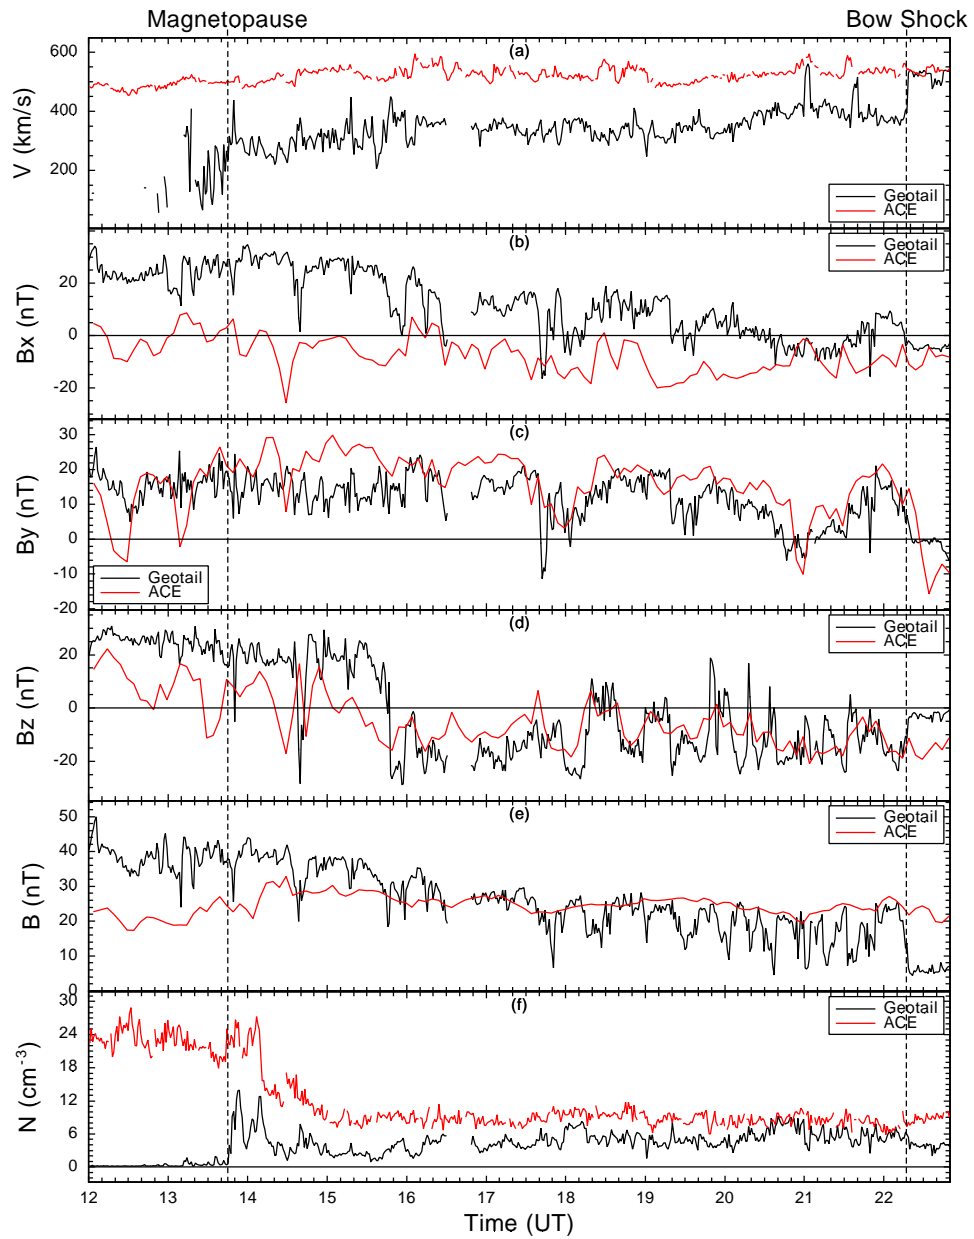 Magnetopause Bow Shock
(a)
600
400
200
V (km/s)
Geotail
ACE
(b)
20
0
-20
Bx (nT)
Geotail
ACE
(c)
30
20
10
0
-10
-20
By (nT)
Geotail
ACE
(d)
20
0
-20
Bz (nT)
Geotail
ACE
(e)
50
40
30
20
10
0
B (nT)
Geotail
ACE
(f)
30
24
18
12
6
0
N (cm⁻³)
Geotail
ACE
12 13 14 15 16 17 18 19 20 21 22
Time (UT)